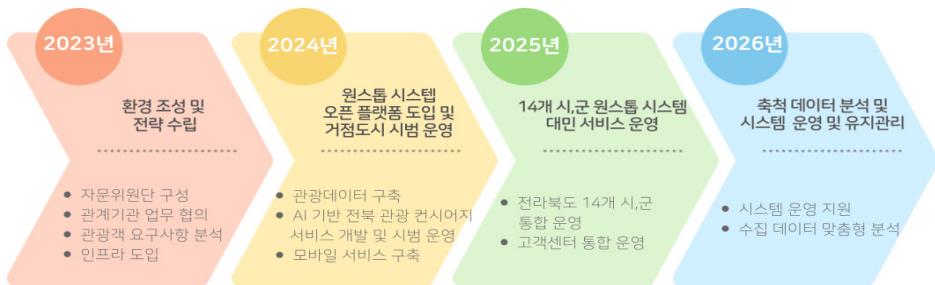 2023년
환경 조성 및
전략 수립
● 자문위원단 구성
● 관계기관 업무 협의
● 관광객 요구사항 분석
● 인프라 도입
2024년
원스톱 시스템
오픈 플랫폼 도입 및
거점도시 시범 운영
● 관광데이터 구축
● AI 기반 전북 관광 컨시어지
서비스 개발 및 시범 운영
● 모바일 서비스 구축
2025년
14개 시,군 원스톱 시스템
대민 서비스 운영
● 전라북도 14개 시,군
통합 운영
● 고객센터 통합 운영
2026년
축척 데이터 분석 및
시스템 운영 및 유지관리
● 시스템 운영 지원
● 수집 데이터 맞춤형 분석